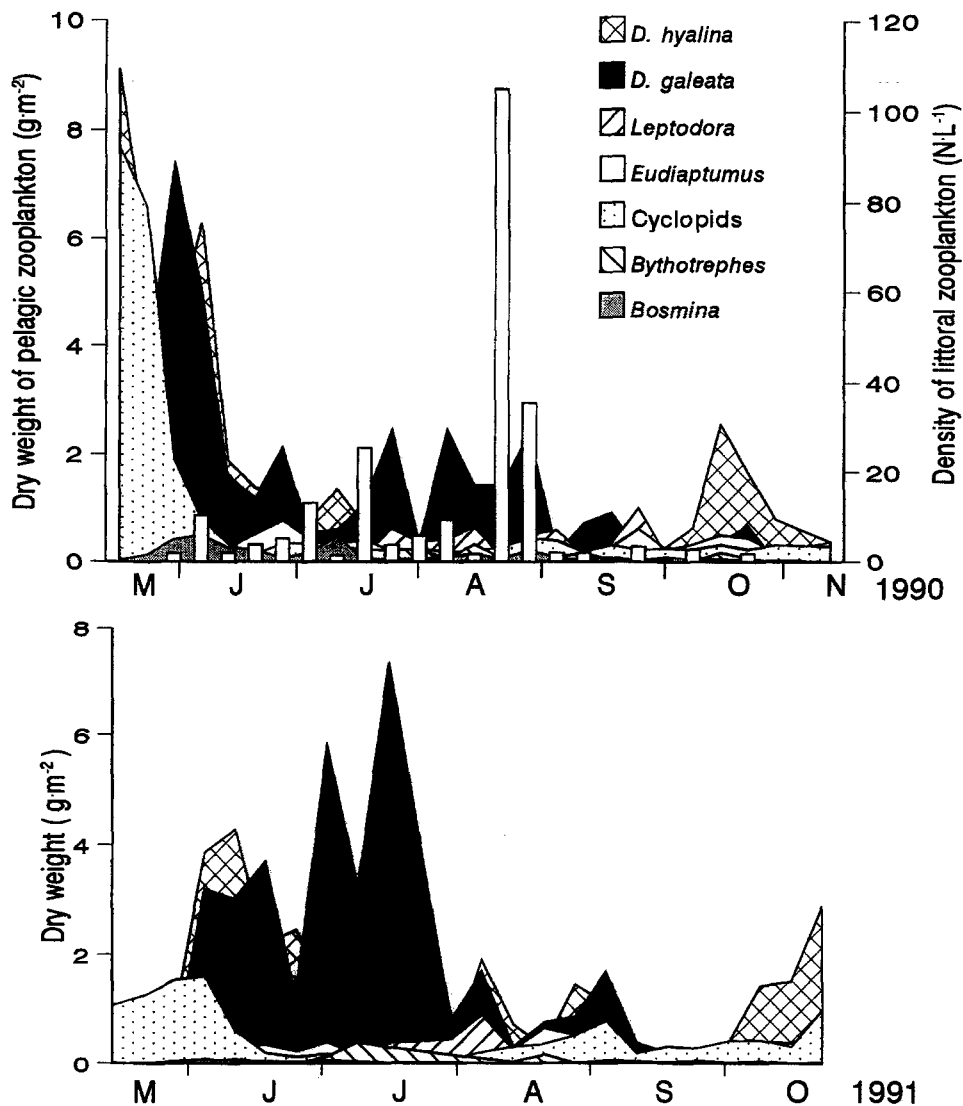 10
8
6
4
2
0
Dry weight of pelagic zooplankton (g·m-2)
D. hyalina
D. galeata
Leptodora
Eudiaptumus
Cyclopids
Bythotrephes
Bosmina
120
100
80
60
40
20
0
Density of littoral zooplankton (N·L-1)
M J J A S O N 1990
8
6
4
2
0
Dry weight ( g·m-2 )
M J J A S O 1991